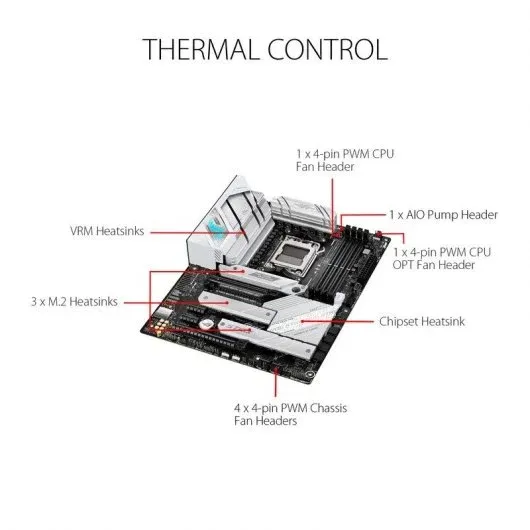 THERMAL CONTROL
1 x 4-pin PWM CPU
Fan Header
1 x AIO Pump Header
VRM Heatsinks
1 x 4-pin PWM CPU
OPT Fan Header
3 x M.2 Heatsinks
Chipset Heatsink
4 x 4-pin PWM Chassis
Fan Headers